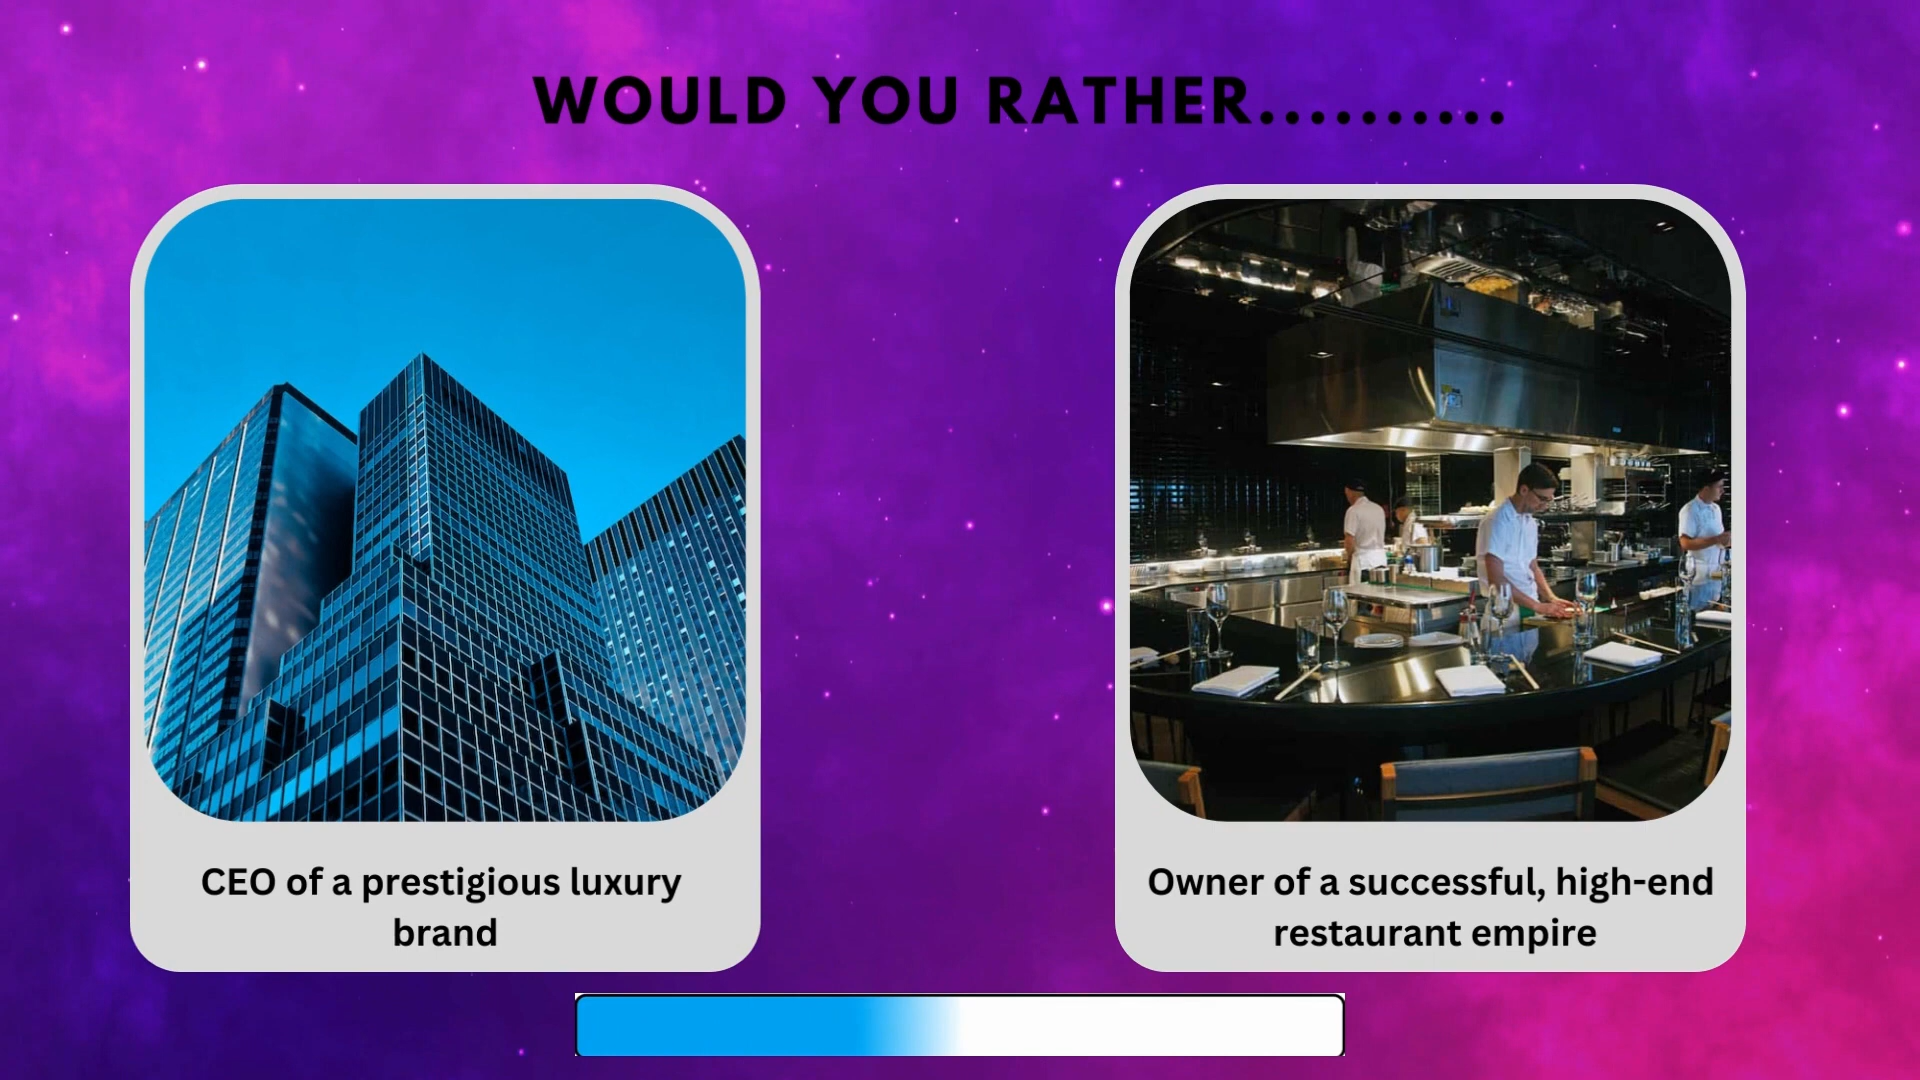 WOULD YOU RATHER..........
CEO of a prestigious luxury
brand
Owner of a successful, high-end
restaurant empire